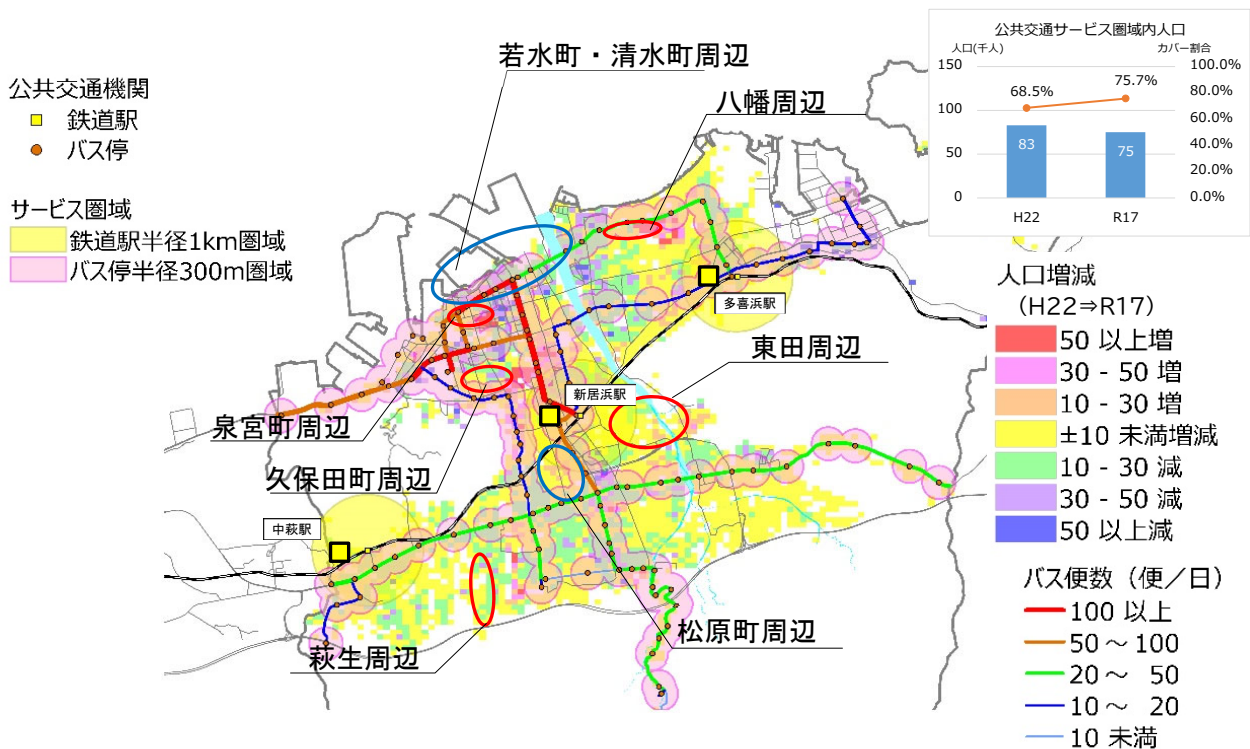 公共交通サービス圏域内人口
人口(千人)
カバー割合
150
100
50
0
100.0%
80.0%
60.0%
40.0%
20.0%
0.0%
68.5%
75.7%
83
75
H22
R17
若水町・清水町周辺
八幡周辺
公共交通機関
鉄道駅
バス停
サービス圏域
鉄道駅半径1km圏域
バス停半径300m圏域
多喜浜駅
東田周辺
新居浜駅
泉宮町周辺
久保田町周辺
中萩駅
萩生周辺
松原町周辺
人口増減
(H22⇒R17)
50 以上増
30 - 50 増
10 - 30 増
±10 未満増減
10 - 30 減
30 - 50 減
50 以上減
バス便数(便/日)
100 以上
50～100
20～ 50
10～ 20
10 未満